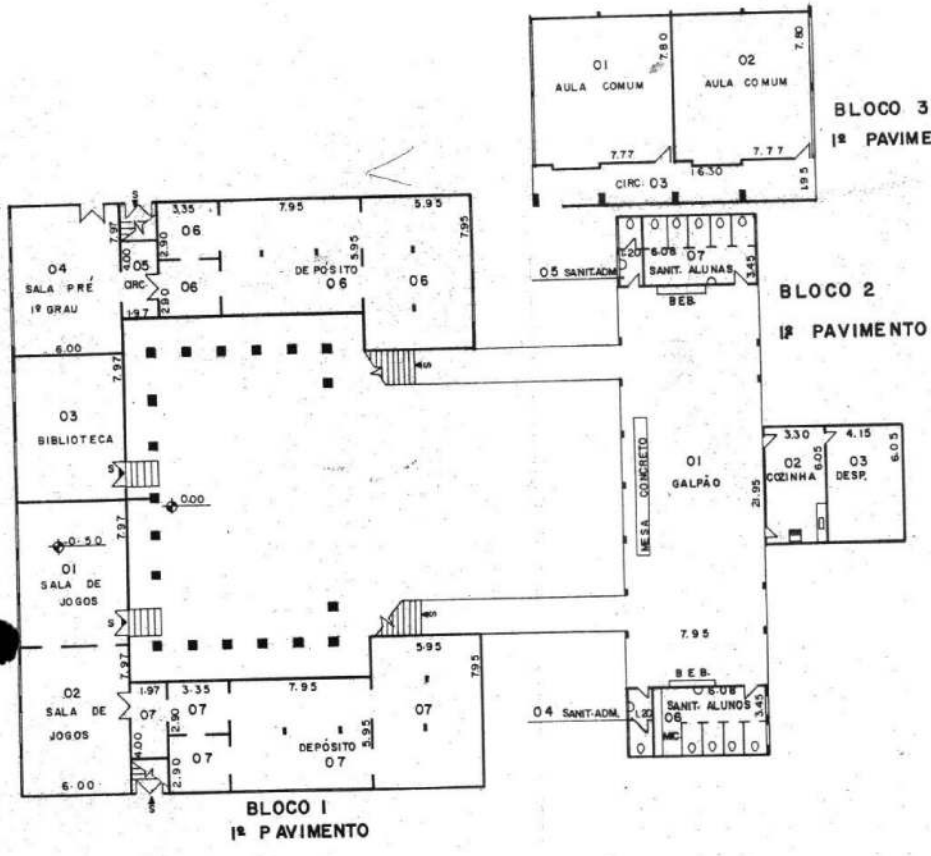 01
AULA COMUM
7.80
02
AULA COMUM
7.80
7.77
7.77
16.30
CIRC. 03
1.95
BLOCO 3
1º PAVIME
04
SALA PRÉ
1º GRAU
6.00
7.97
S
4.00
05
CIRC.
1.97
3.35
2.90
06
06
2.90
7.95
DEPÓSITO
06
5.95
5.95
06
7.95
03
BIBLIOTECA
7.97
S
0.00
-0.50
7.97
01
SALA DE
JOGOS
S
7.97
02
SALA DE
JOGOS
6.00
1.97
07
4.00
S
3.35
2.90
07
07
2.90
7.95
DEPÓSITO
07
5.95
5.95
07
7.95
S
S
BLOCO 1
1º PAVIMENTO
05 SANIT-ADM.
1.20
6.08
07
SANIT. ALUNAS
3.45
BEB.
BLOCO 2
1º PAVIMENTO
MESA CONCRETO
01
GALPÃO
21.95
3.30
02
COZINHA
6.05
4.15
03
DESP.
6.05
7.95
BEB.
04 SANIT-ADM.
1.20
6.08
SANIT. ALUNOS
06
MIC.
3.45